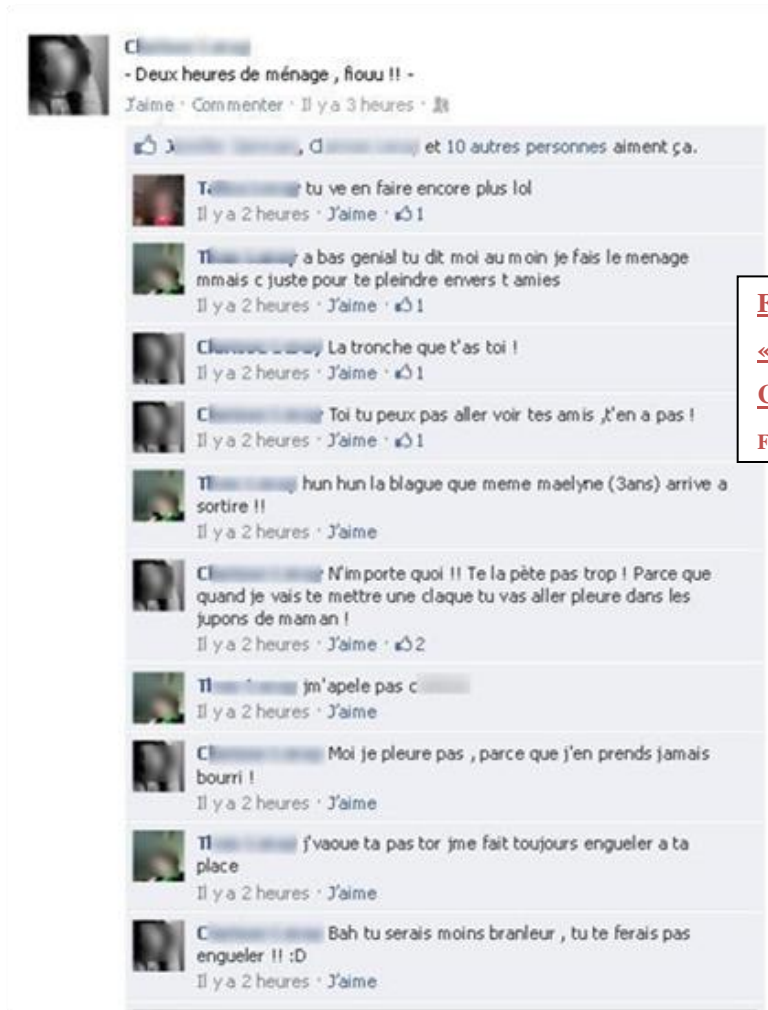 - Deux heures de ménage , fiouu !! -
J'aime · Commenter · Il y a 3 heures ·
et 10 autres personnes aiment ça.
tu ve en faire encore plus lol
Il y a 2 heures · J'aime · 1
a bas genial tu dit moi au moin je fais le menage
mmais c juste pour te pleindre envers t amies
Il y a 2 heures · J'aime · 1
La tronche que t'as toi !
Il y a 2 heures · J'aime · 1
Toi tu peux pas aller voir tes amis ,t'en a pas !
Il y a 2 heures · J'aime · 1
hun hun la blague que meme maelyne (3ans) arrive a
sortire !!
Il y a 2 heures · J'aime
N'importe quoi !! Te la pète pas trop ! Parce que
quand je vais te mettre une claque tu vas aller pleure dans les
jupons de maman !
Il y a 2 heures · J'aime · 2
jm'apele pas c
Il y a 2 heures · J'aime
Moi je pleure pas , parce que j'en prends jamais
bourri !
Il y a 2 heures · J'aime
j'vaoue ta pas tor jme fait toujours engueler a ta
place
Il y a 2 heures · J'aime
Bah tu serais moins branleur , tu te ferais pas
engueler !! :D
Il y a 2 heures · J'aime